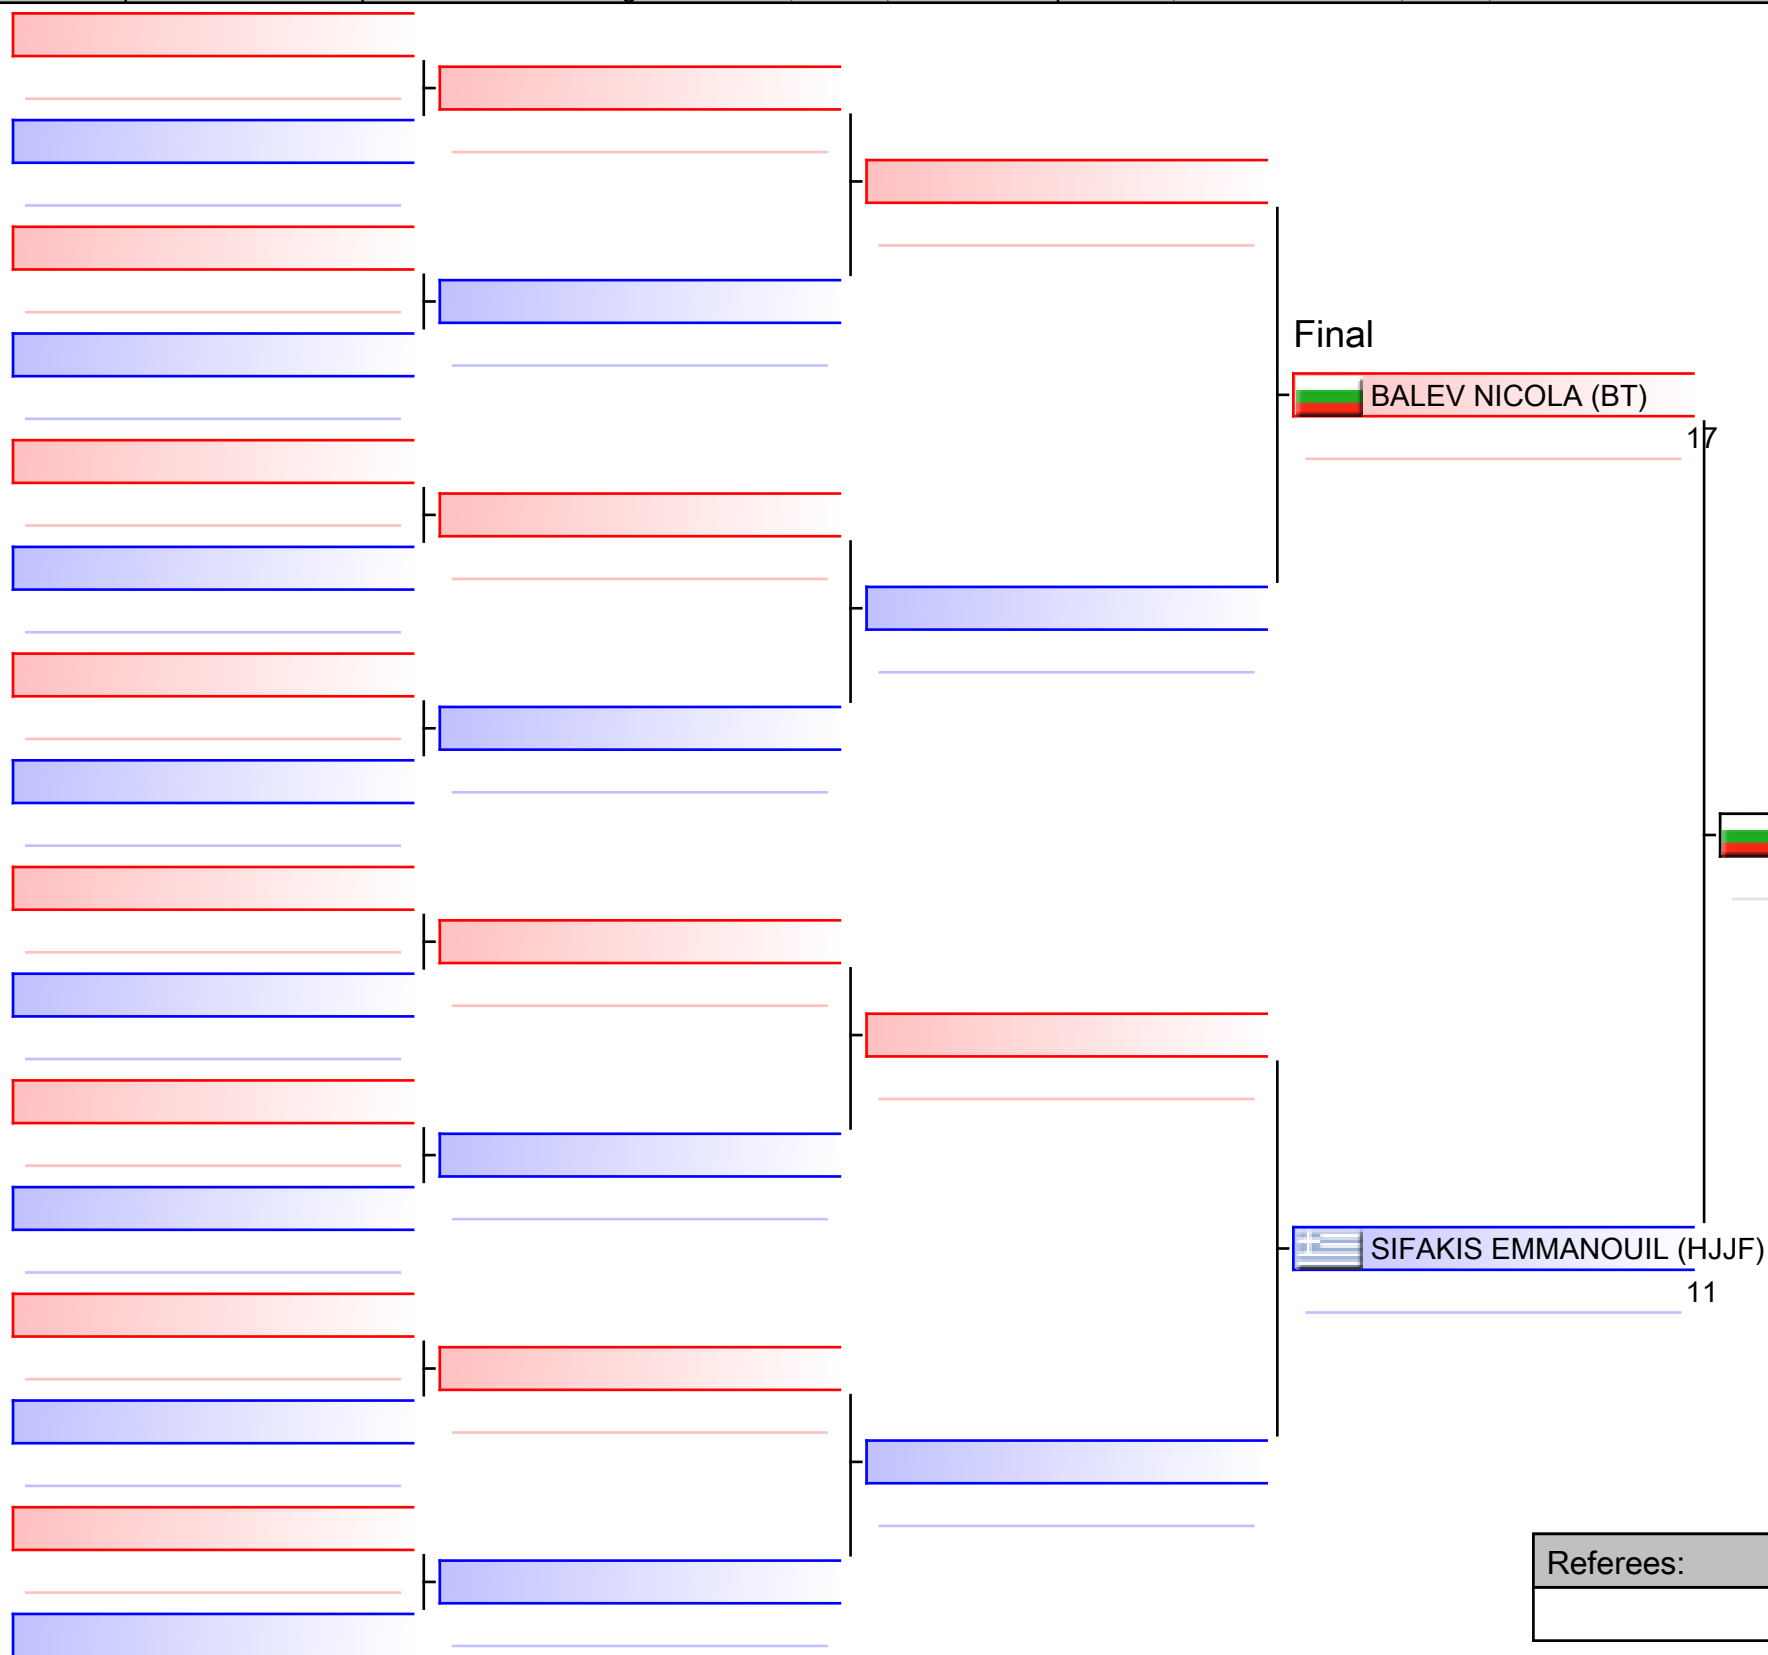 Final
BALEV NICOLA (BT)
17
SIFAKIS EMMANOUIL (HJJF)
11
Referees: